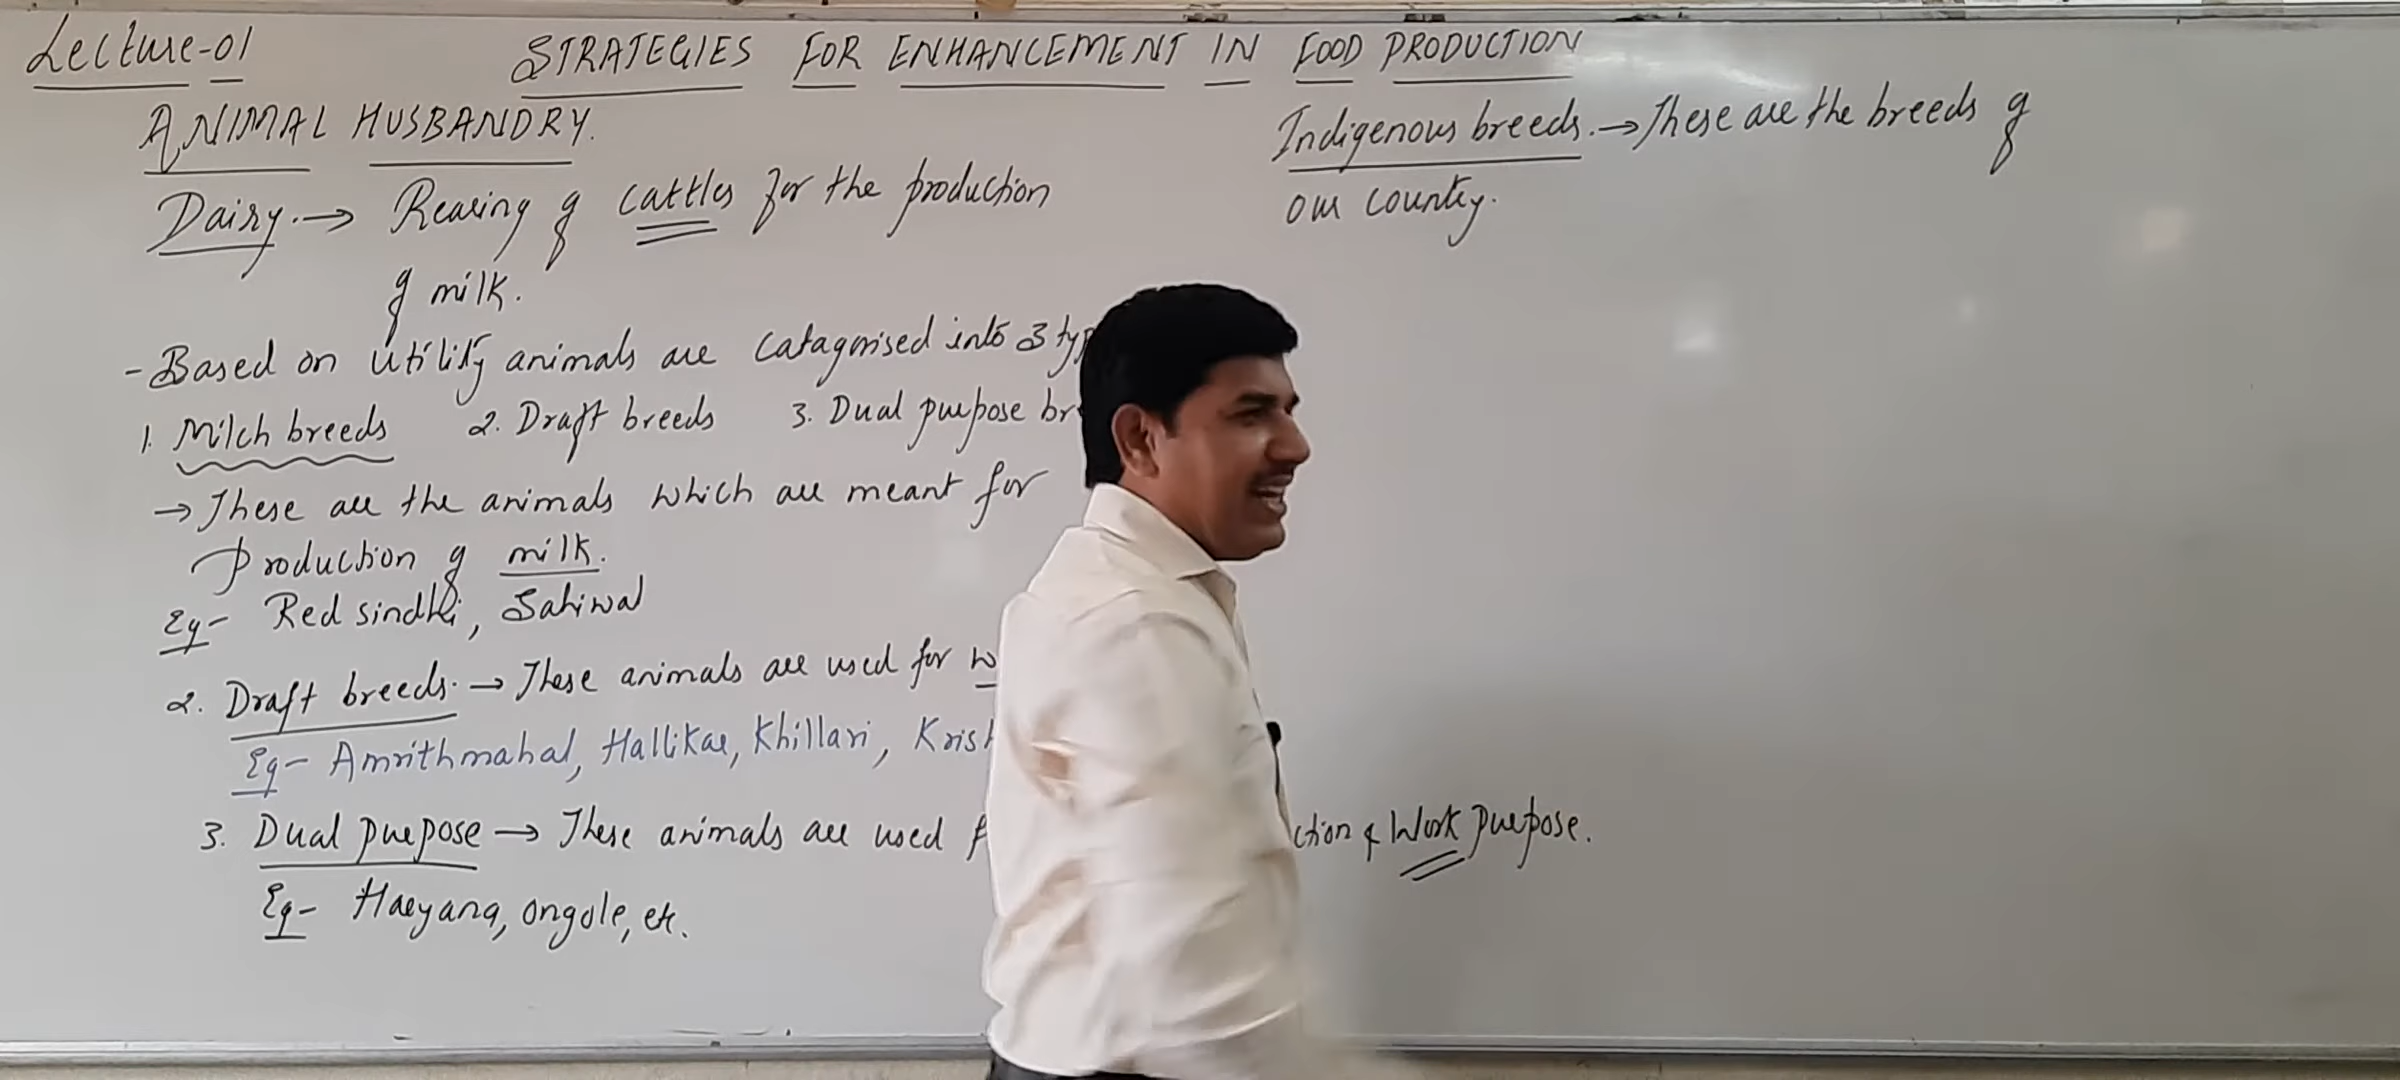 Lecture-01
STRATEGIES FOR ENHANCEMENT IN FOOD PRODUCTION
ANIMAL HUSBANDRY.
Dairy. → Rearing of cattles for the production
of milk.
- Based on utility animals are catagorised into 3
1. Milch breeds 2. Draft breeds 3. Dual purpose
→ These are the animals which are meant for
production of milk.
Eg- Red sindhi, Sahiwal
2. Draft breeds. → These animals are used for
Eg- Amrithmahal, Hallikar, Khillari,
3. Dual purpose → These animals are used & Work purpose.
Eg- Haryana, ongole, etc.
Indigenous breeds. → These are the breeds of
our country.